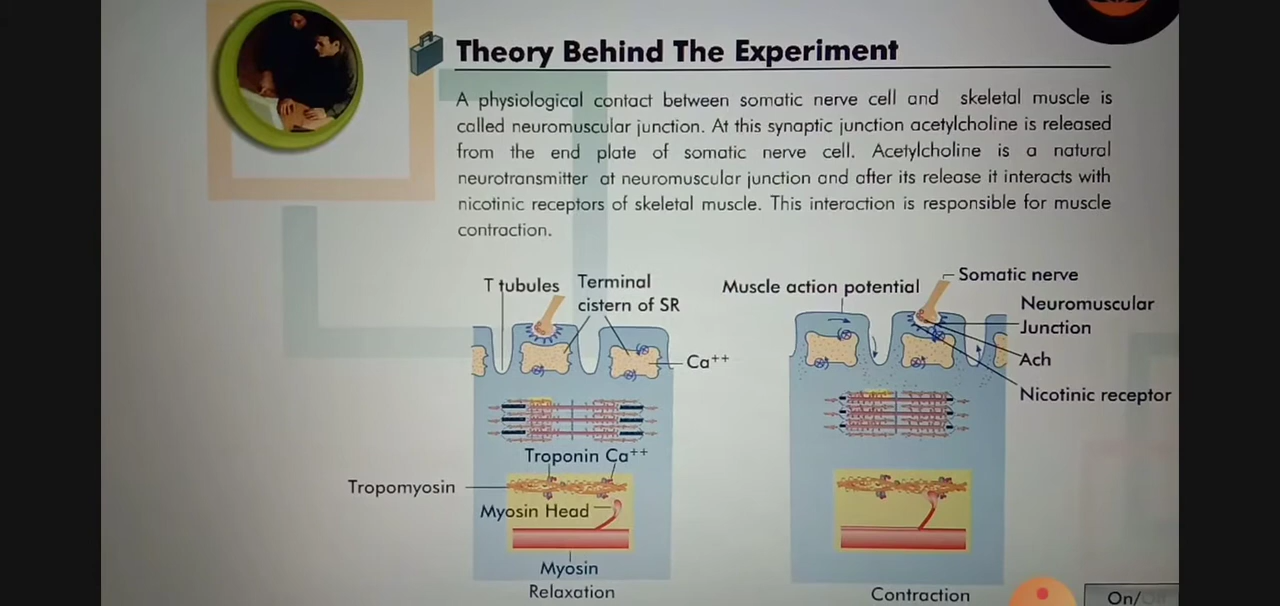 Theory Behind The Experiment
A physiological contact between somatic nerve cell and skeletal muscle is
called neuromuscular junction. At this synaptic junction acetylcholine is released
from the end plate of somatic nerve cell. Acetylcholine is a natural
neurotransmitter at neuromuscular junction and after its release it interacts with
nicotinic receptors of skeletal muscle. This interaction is responsible for muscle
contraction.
T tubules
Terminal
cistern of SR
Ca++
Troponin Ca++
Tropomyosin
Myosin Head
Myosin
Relaxation
Muscle action potential
Somatic nerve
Neuromuscular
Junction
Ach
Nicotinic receptor
Contraction
On/